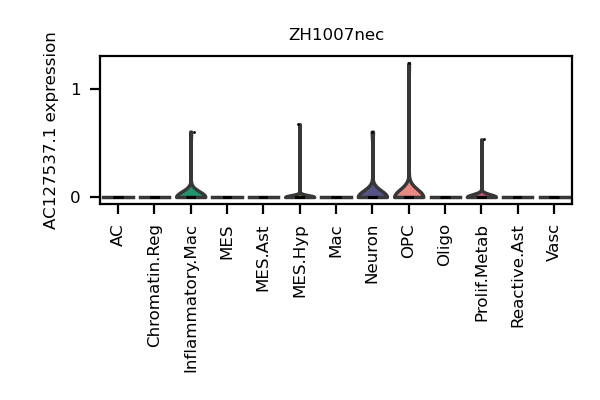 ZH1007nec
AC127537.1 expression
1
0
AC
Chromatin.Reg
Inflammatory.Mac
MES
MES.Ast
MES.Hyp
Mac
Neuron
OPC
Oligo
Prolif.Metab
Reactive.Ast
Vasc